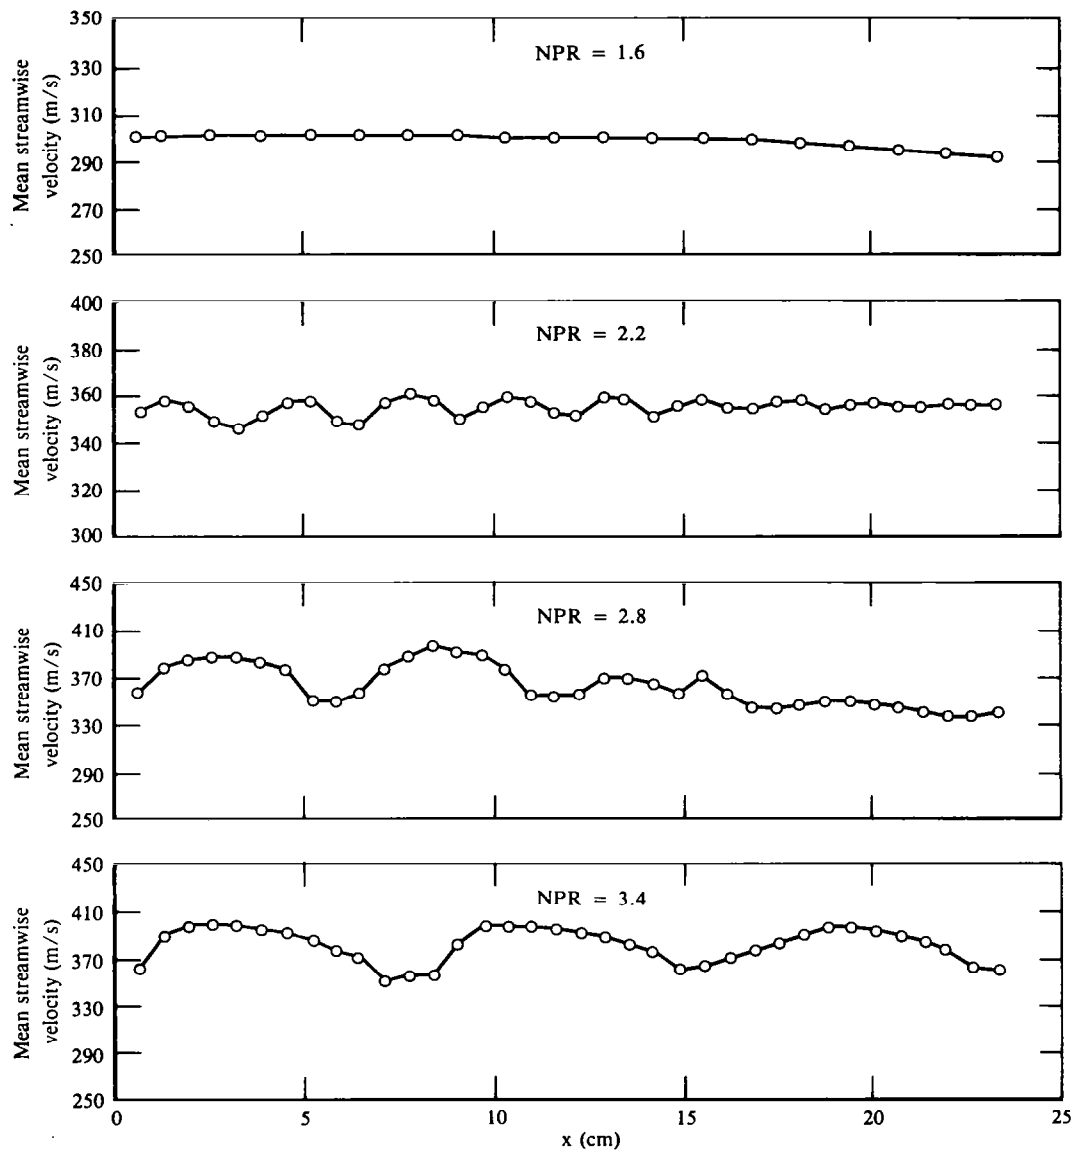 350
330
310
290
270
250
Mean streamwise
velocity (m/s)
NPR = 1.6
400
380
360
340
320
300
Mean streamwise
velocity (m/s)
NPR = 2.2
450
410
370
330
290
250
Mean streamwise
velocity (m/s)
NPR = 2.8
450
410
370
330
290
250
Mean streamwise
velocity (m/s)
NPR = 3.4
0 5 10 15 20 25
x (cm)